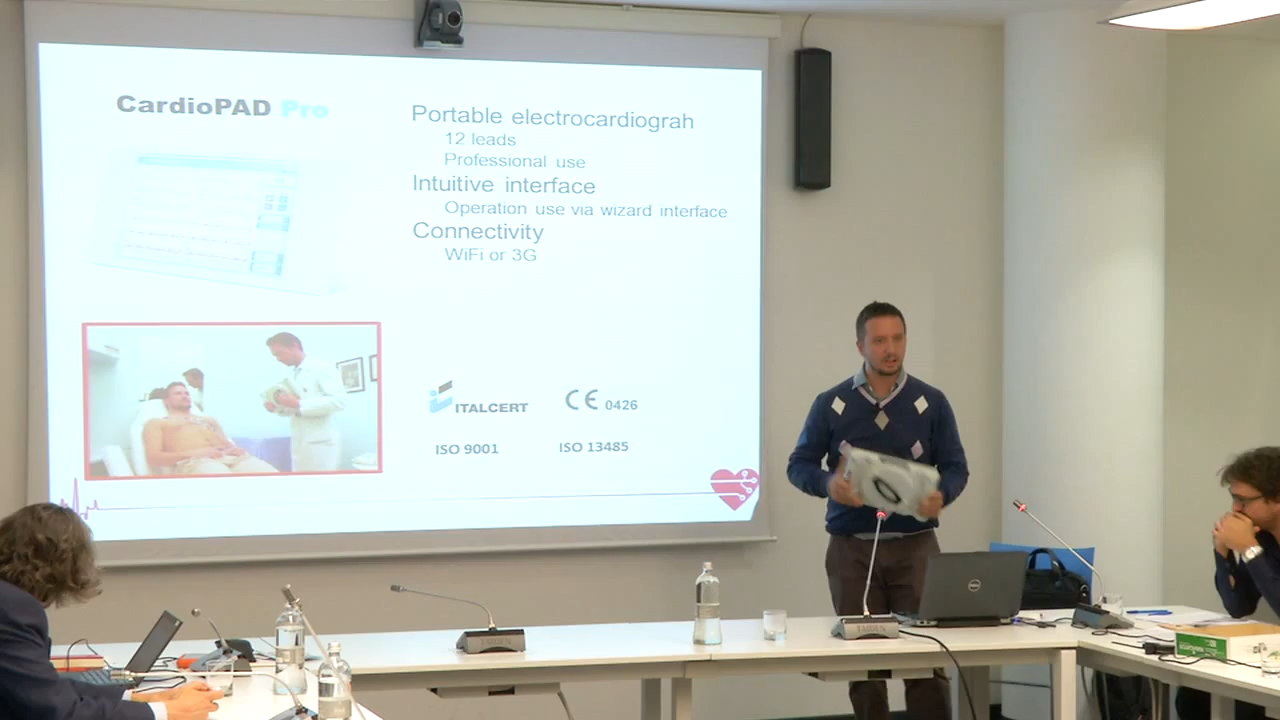 CardioPAD Pro
Portable electrocardiograh
12 leads
Professional use
Intuitive interface
Operation use via wizard interface
Connectivity
WiFi or 3G
ITALCERT
CE 0426
ISO 9001
ISO 13485
DELL